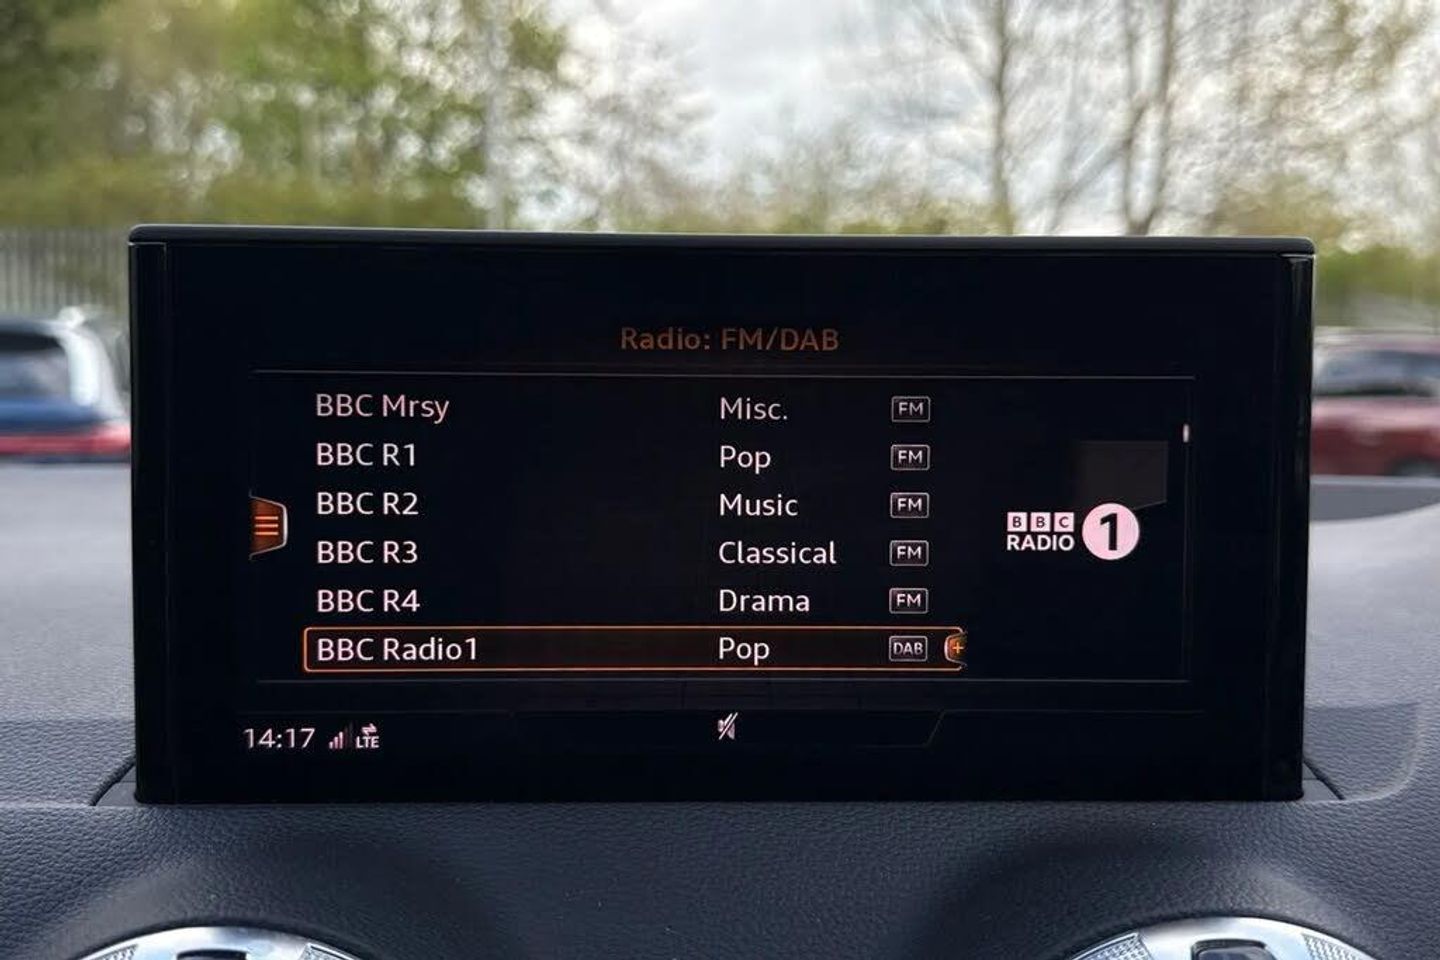 Radio: FM/DAB
BBC Mrsy Misc. FM
BBC R1 Pop FM
BBC R2 Music FM
BBC R3 Classical FM
BBC R4 Drama FM
BBC Radio1 Pop DAB +
BBC
RADIO 1
14:17 LTE